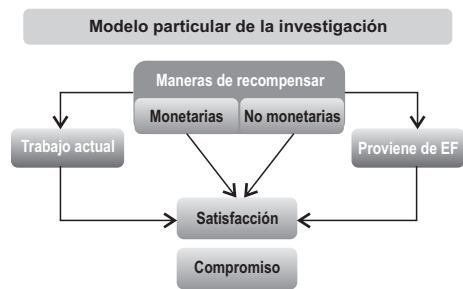 Modelo particular de la investigación
Maneras de recompensar
Monetarias
No monetarias
Trabajo actual
Proviene de EF
Satisfacción
Compromiso